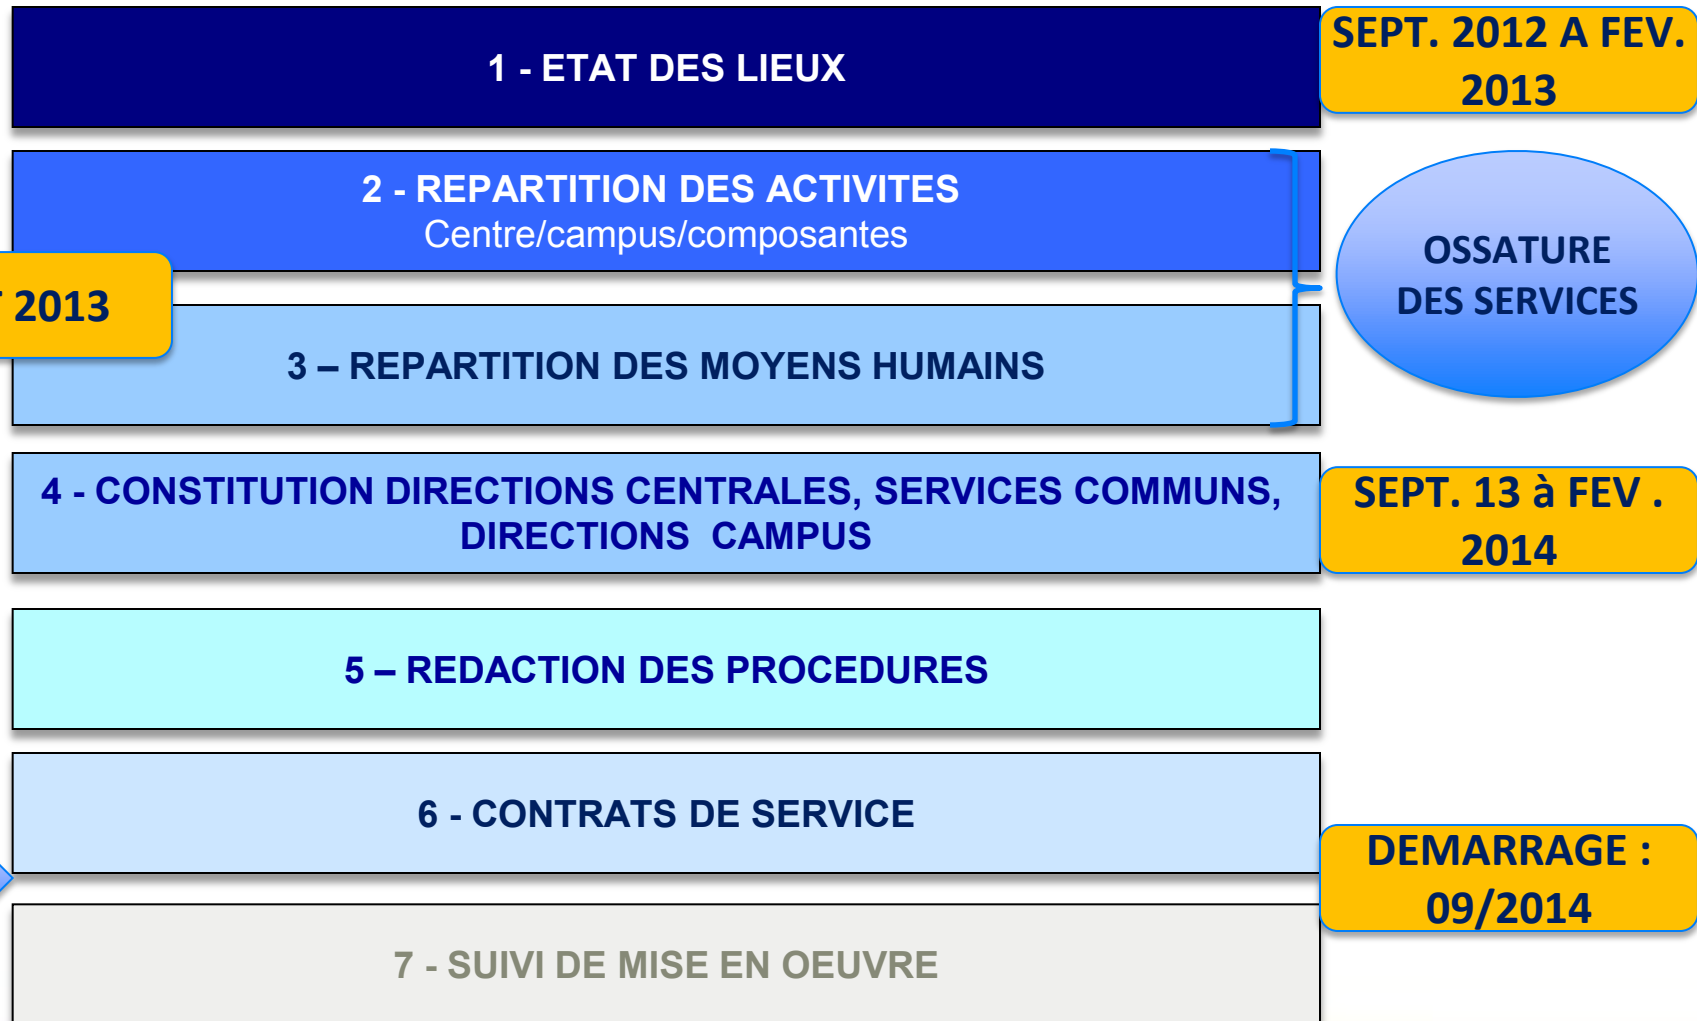 1 - ETAT DES LIEUX
SEPT. 2012 A FEV.
2013
2 - REPARTITION DES ACTIVITES
Centre/campus/composantes
OSSATURE
DES SERVICES
2013
3 – REPARTITION DES MOYENS HUMAINS
4 - CONSTITUTION DIRECTIONS CENTRALES, SERVICES COMMUNS,
DIRECTIONS CAMPUS
SEPT. 13 à FEV .
2014
5 – REDACTION DES PROCEDURES
6 - CONTRATS DE SERVICE
DEMARRAGE :
09/2014
7 - SUIVI DE MISE EN OEUVRE